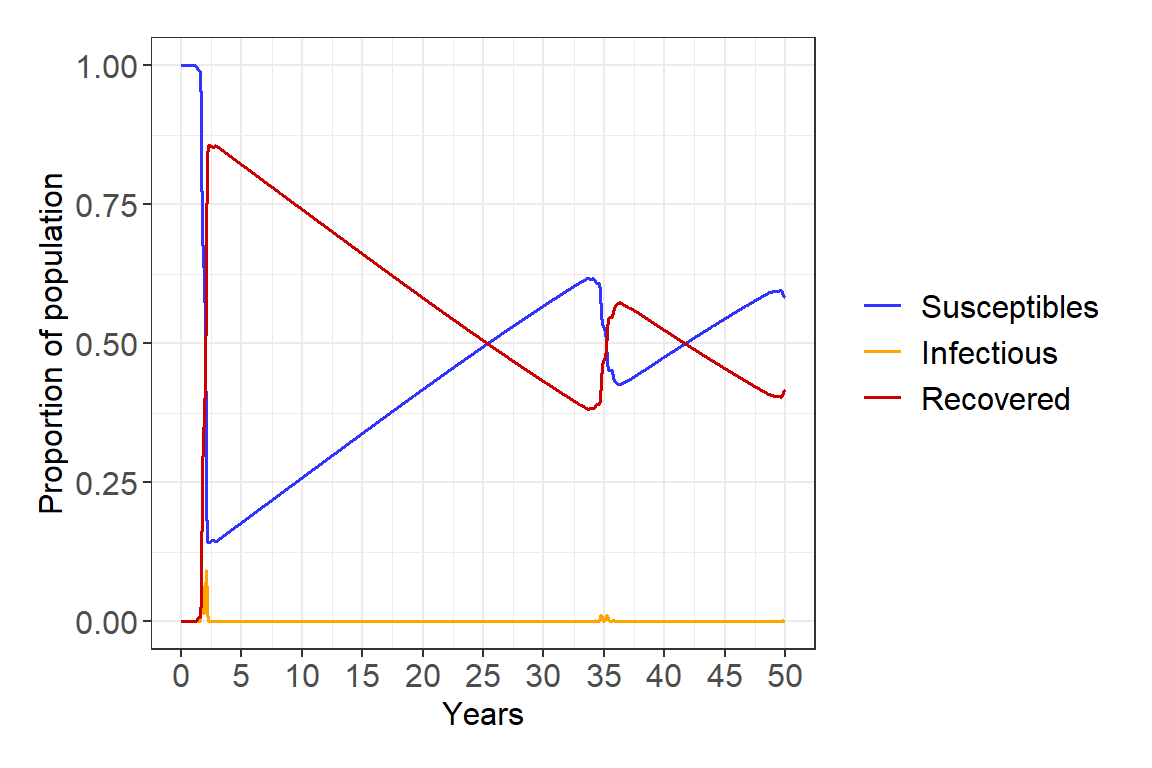 Proportion of population
1.00
0.75
0.50
0.25
0.00
0 5 10 15 20 25 30 35 40 45 50
Years
Susceptibles
Infectious
Recovered